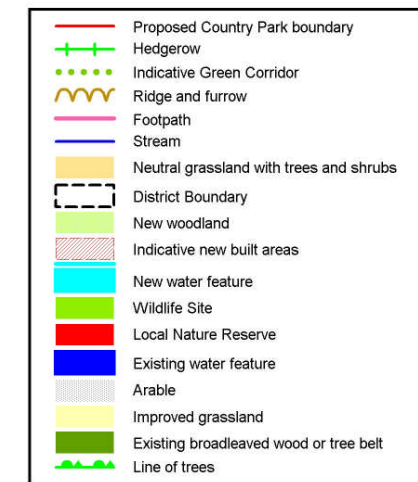 Proposed Country Park boundary
Hedgerow
Indicative Green Corridor
Ridge and furrow
Footpath
Stream
Neutral grassland with trees and shrubs
District Boundary
New woodland
Indicative new built areas
New water feature
Wildlife Site
Local Nature Reserve
Existing water feature
Arable
Improved grassland
Existing broadleaved wood or tree belt
Line of trees